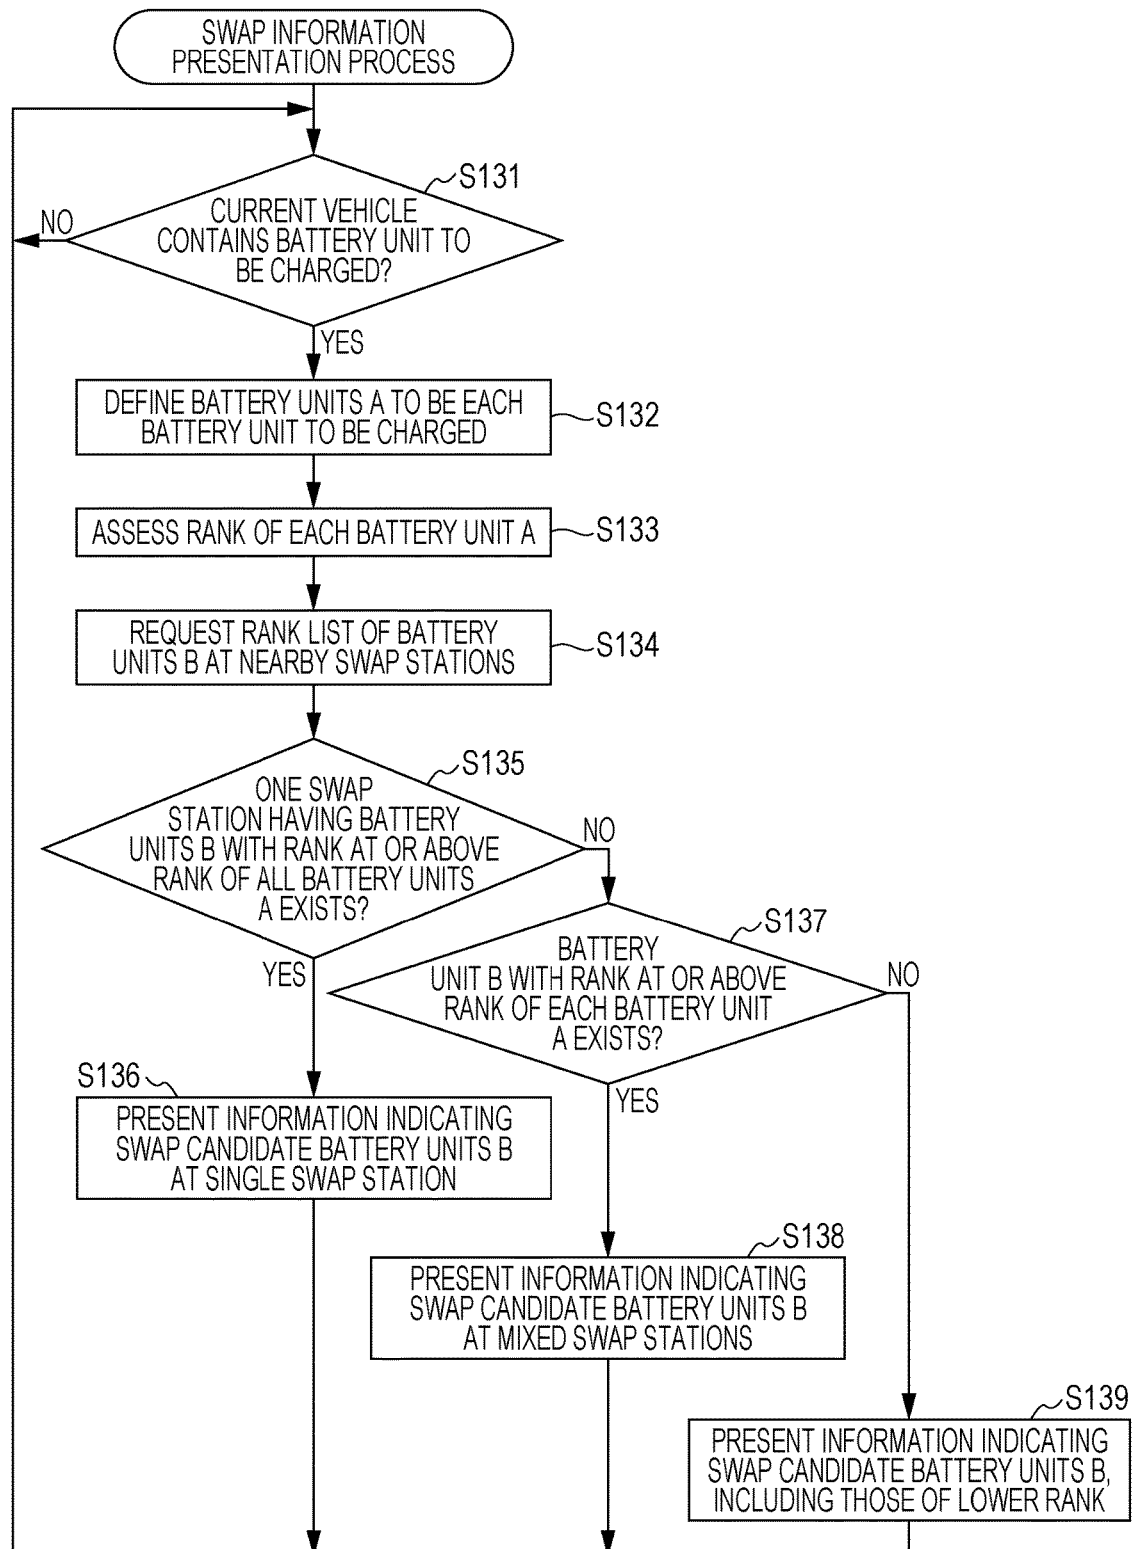 SWAP INFORMATION
PRESENTATION PROCESS
S131
NO
CURRENT VEHICLE
CONTAINS BATTERY UNIT TO
BE CHARGED?
YES
DEFINE BATTERY UNITS A TO BE EACH
BATTERY UNIT TO BE CHARGED
S132
ASSESS RANK OF EACH BATTERY UNIT A
S133
REQUEST RANK LIST OF BATTERY
UNITS B AT NEARBY SWAP STATIONS
S134
S135
ONE SWAP
STATION HAVING BATTERY
UNITS B WITH RANK AT OR ABOVE
RANK OF ALL BATTERY UNITS
A EXISTS?
NO
YES
S137
BATTERY
UNIT B WITH RANK AT OR ABOVE
RANK OF EACH BATTERY UNIT
A EXISTS?
NO
YES
S136
PRESENT INFORMATION INDICATING
SWAP CANDIDATE BATTERY UNITS B
AT SINGLE SWAP STATION
S138
PRESENT INFORMATION INDICATING
SWAP CANDIDATE BATTERY UNITS B
AT MIXED SWAP STATIONS
S139
PRESENT INFORMATION INDICATING
SWAP CANDIDATE BATTERY UNITS B,
INCLUDING THOSE OF LOWER RANK